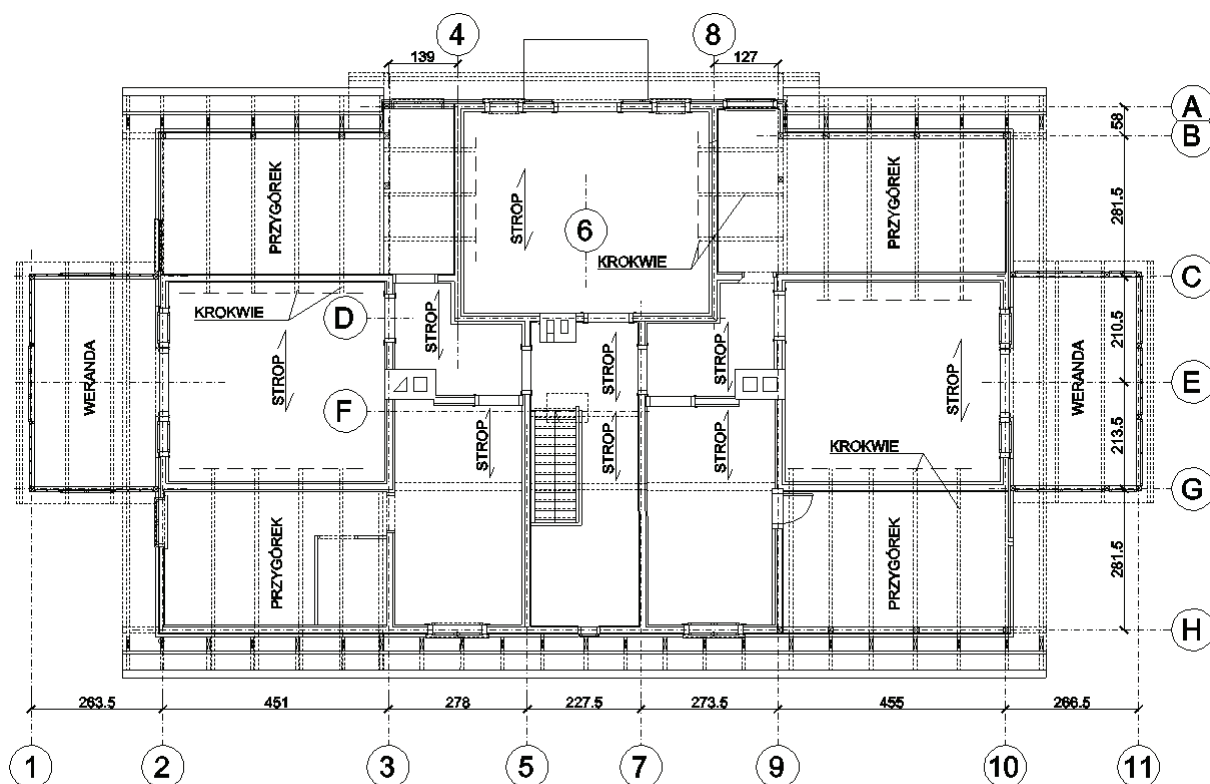 4
8
139
127
A
58
B
PRZYGÓREK
STROP
6
KROKWIE
PRZYGÓREK
281.5
C
KROKWIE
D
STROP
STROP
STROP
STROP
STROP
WERANDA
WERANDA
210.5
E
F
STROP
STROP
STROP
213.5
KROKWIE
G
PRZYGÓREK
PRZYGÓREK
281.5
H
263.5
451
278
227.5
273.5
455
266.5
1
2
3
5
7
9
10
11